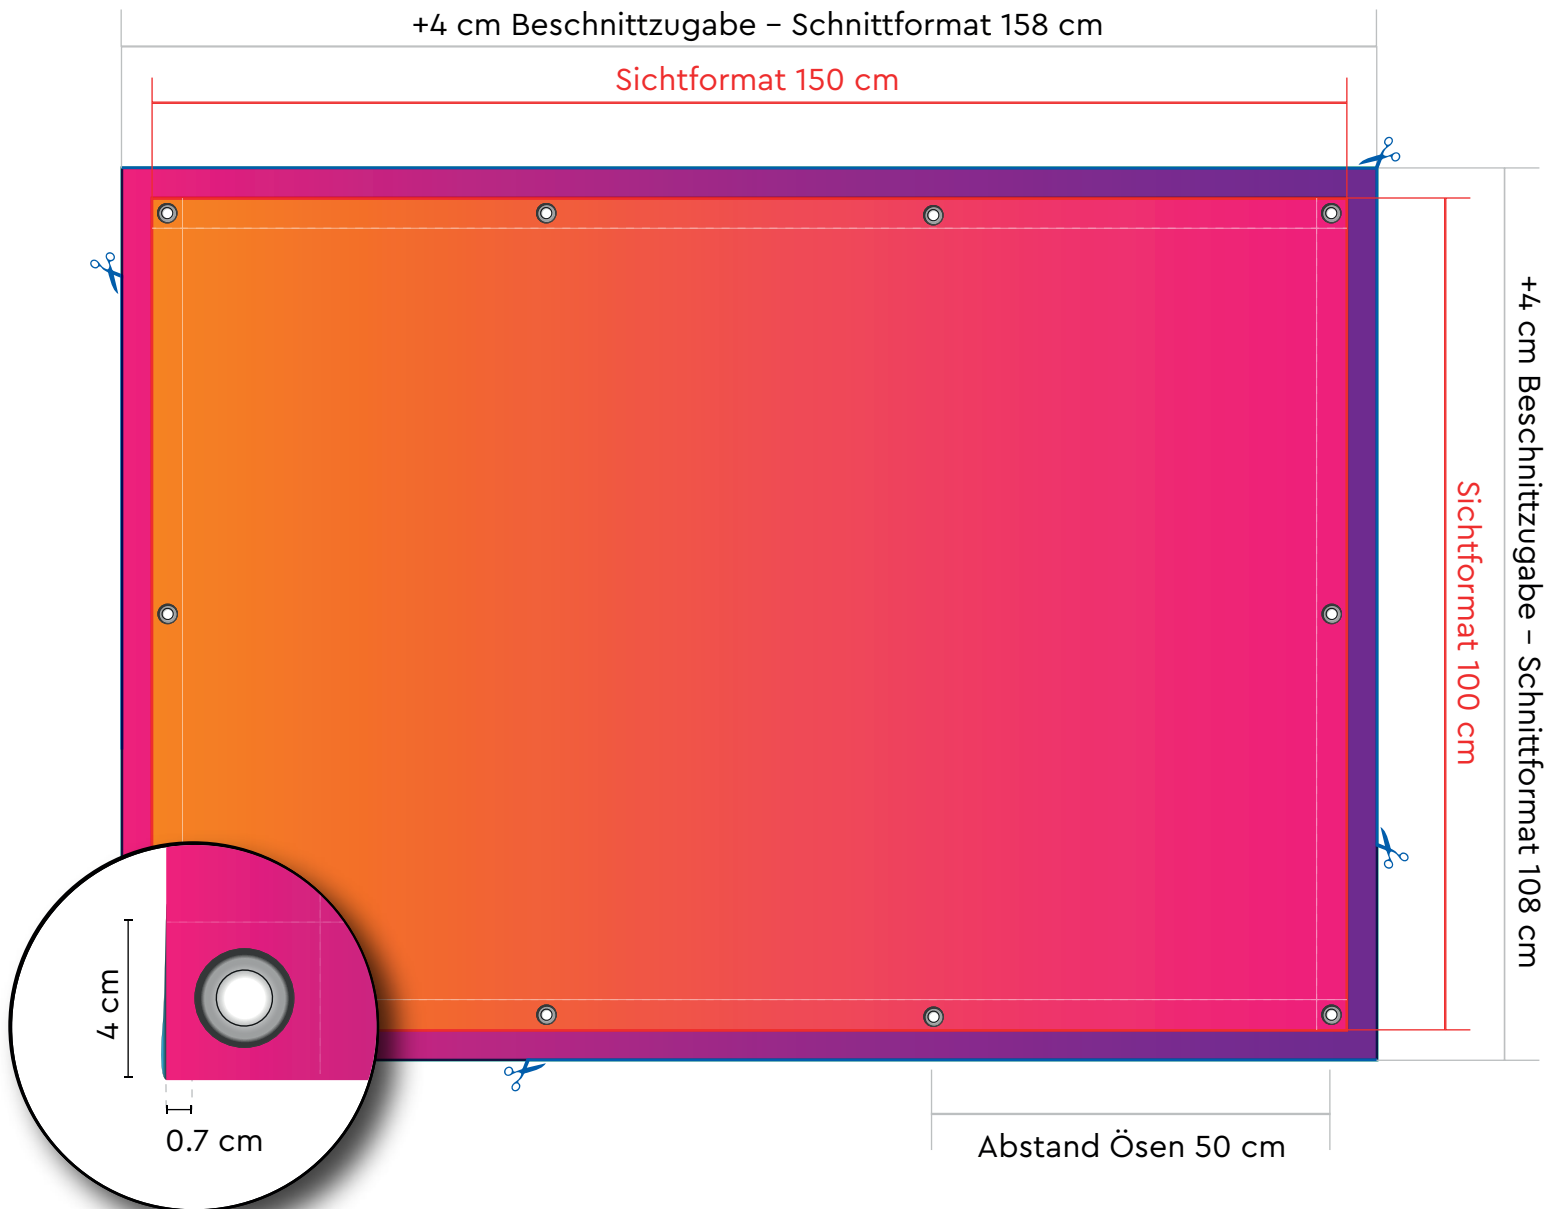 +4 cm Beschnittzugabe – Schnittformat 158 cm
Sichtformat 150 cm
+4 cm Beschnittzugabe – Schnittformat 108 cm
Sichtformat 100 cm
4 cm
0.7 cm
Abstand Ösen 50 cm